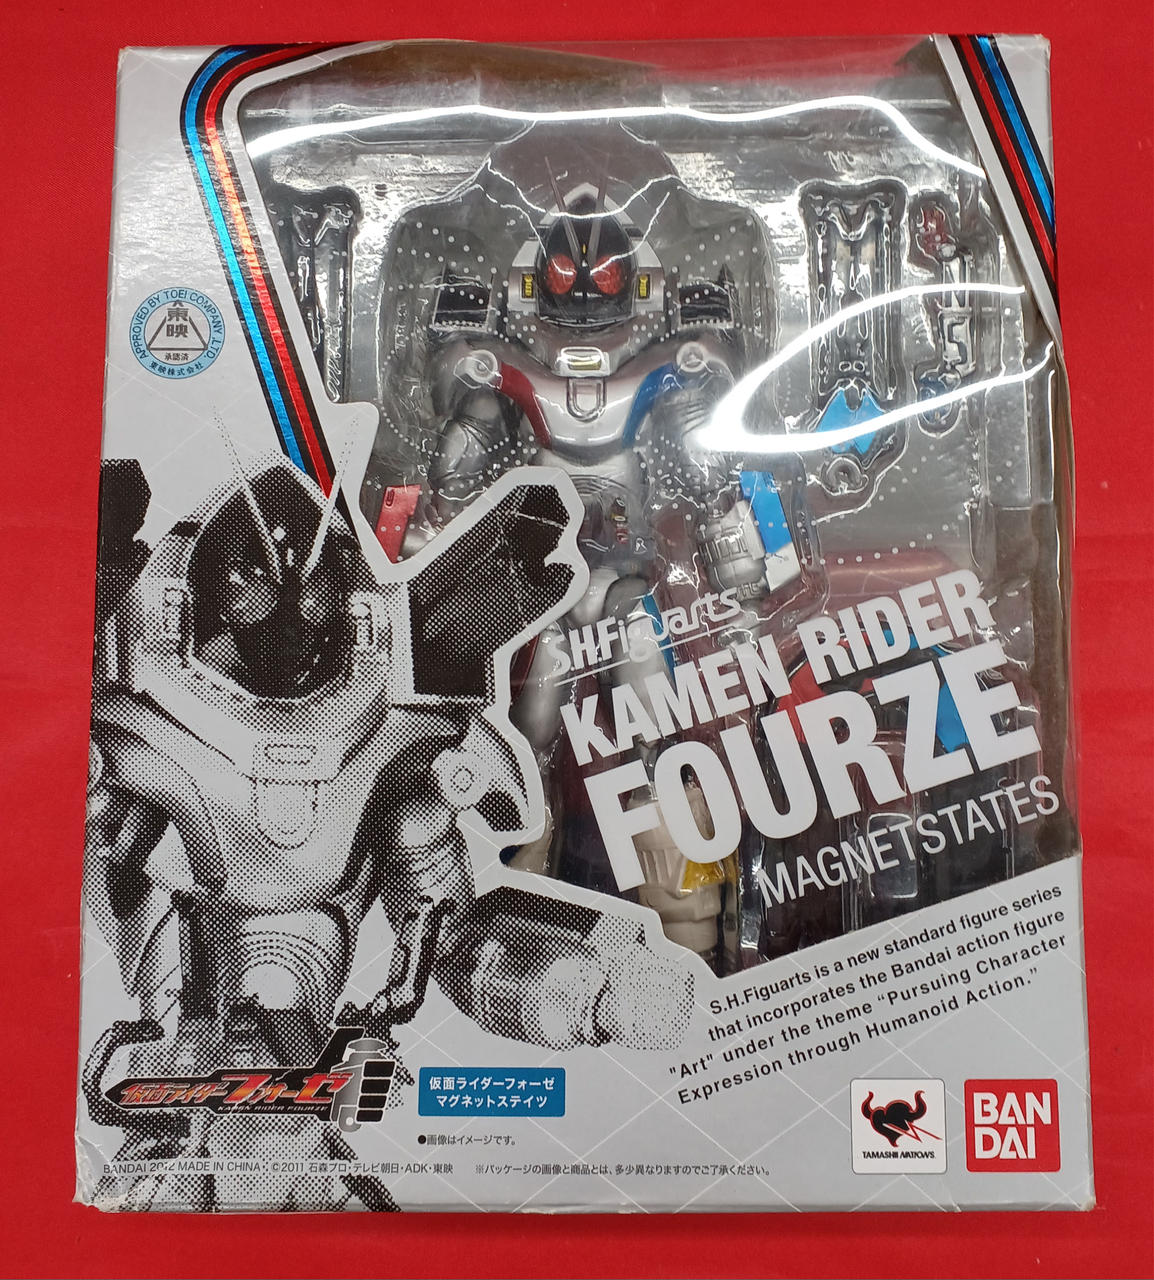 APPROVED BY TOEI COMPANY, LTD.
東映
承認済
東映株式会社
S.H.Figuarts
KAMEN RIDER
FOURZE
MAGNETSTATES
S.H.Figuarts is a new standard figure series
that incorporates the Bandai action figure
"Art" under the theme "Pursuing Character
Expression through Humanoid Action."
仮面ライダーフォーゼ
KAMEN RIDER FOURZE
仮面ライダーフォーゼ
マグネットステイツ
●画像はイメージです。
TAMASHII NATIONS
BAN
DAI
BANDAI 2012 MADE IN CHINA・©2011 石森プロ・テレビ朝日・ADK・東映
※パッケージの画像と商品とは、多少異なりますのでご了承ください。